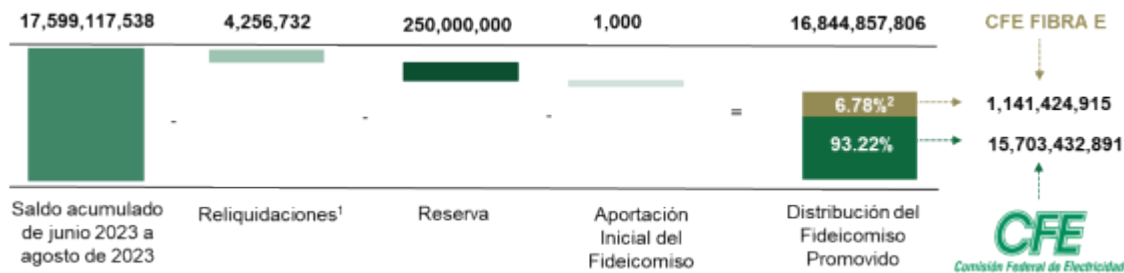 17,599,117,538 4,256,732 250,000,000 1,000 16,844,857,806 CFE FIBRA E
6.78%² 1,141,424,915
- - - =
93.22% 15,703,432,891
Saldo acumulado
de junio 2023 a
agosto de 2023
Reliquidaciones¹
Reserva
Aportación
Inicial del
Fideicomiso
Distribución del
Fideicomiso
Promovido
CFE
Comisión Federal de Electricidad